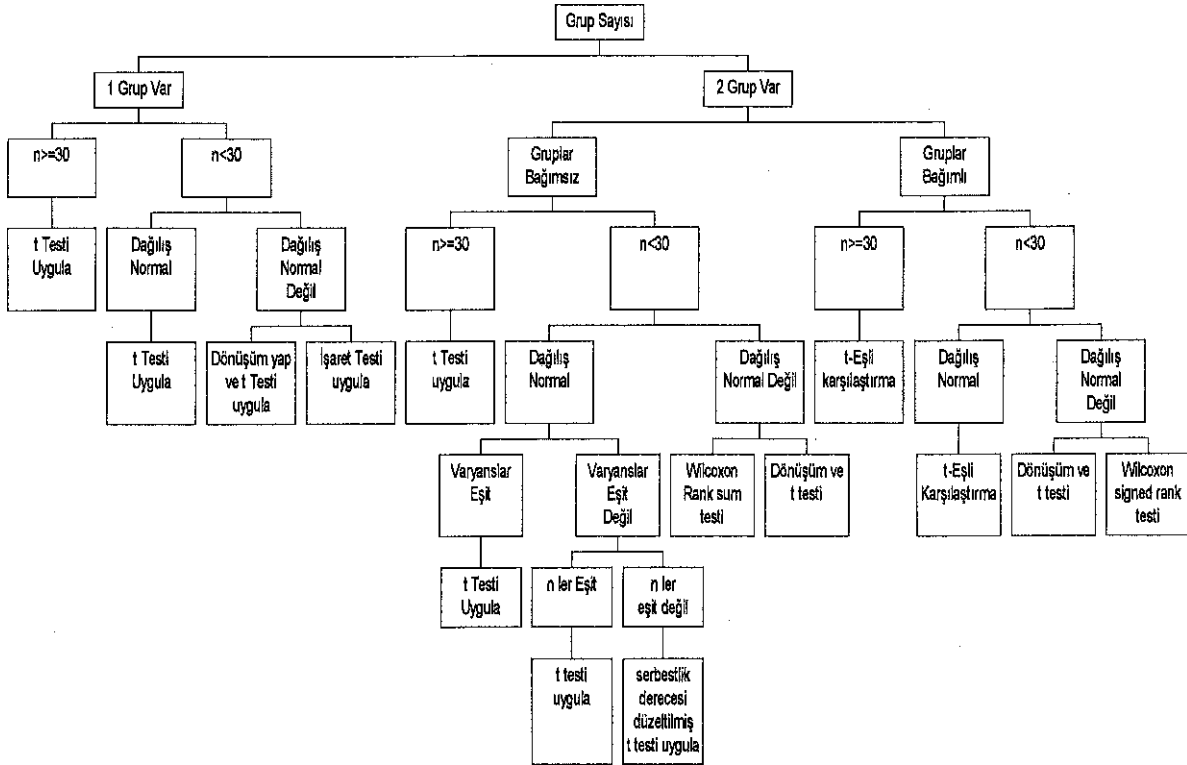 Grup Sayısı
1 Grup Var
2 Grup Var
n>=30
n<30
Gruplar
Bağımsız
Gruplar
Bağımlı
t Testi
Uygula
Dağılış
Normal
Dağılış
Normal
Değil
n>=30
n<30
n>=30
n<30
t Testi
Uygula
Dönüşüm yap
ve t Testi
uygula
İşaret Testi
uygula
t Testi
uygula
Dağılış
Normal
Dağılış
Normal Değil
t-Eşli
karşılaştırma
Dağılış
Normal
Dağılış
Normal
Değil
Varyanslar
Eşit
Varyanslar
Eşit
Değil
Wilcoxon
Rank sum
testi
Dönüşüm ve
t testi
t-Eşli
Karşılaştırma
Dönüşüm ve
t testi
Wilcoxon
signed rank
testi
t Testi
Uygula
n ler Eşit
n ler
eşit değil
t testi
uygula
serbestlik
derecesi
düzeltilmiş
t testi uygula